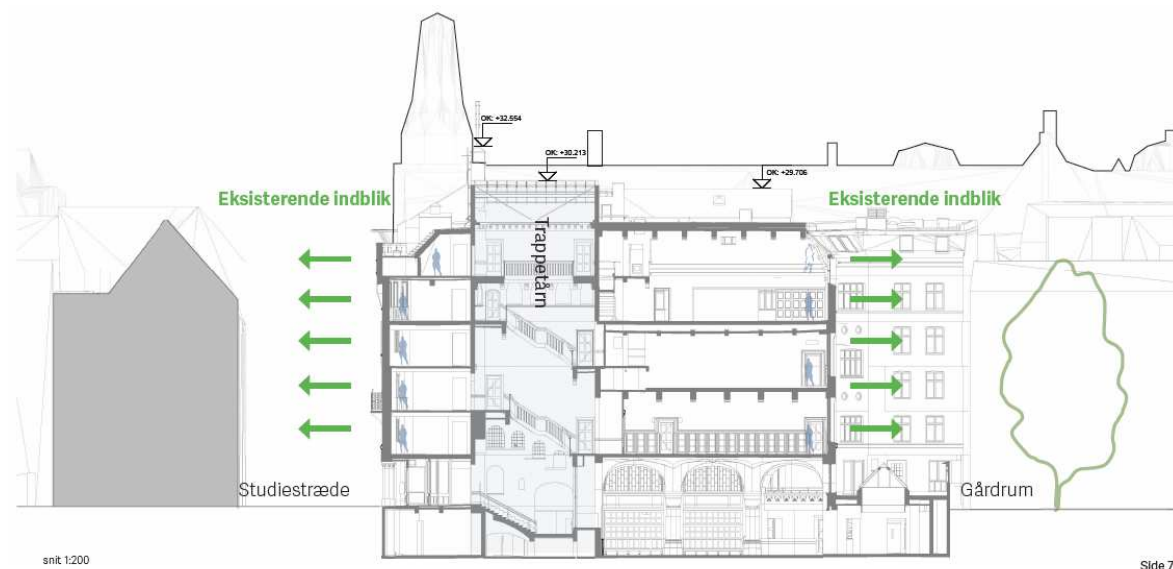 OK: +32.554
OK: +30.213
OK: +29.706
Eksisterende indblik
Eksisterende indblik
Trappetårn
Studiestræde
Gårdrum
snit 1:200
Side 7